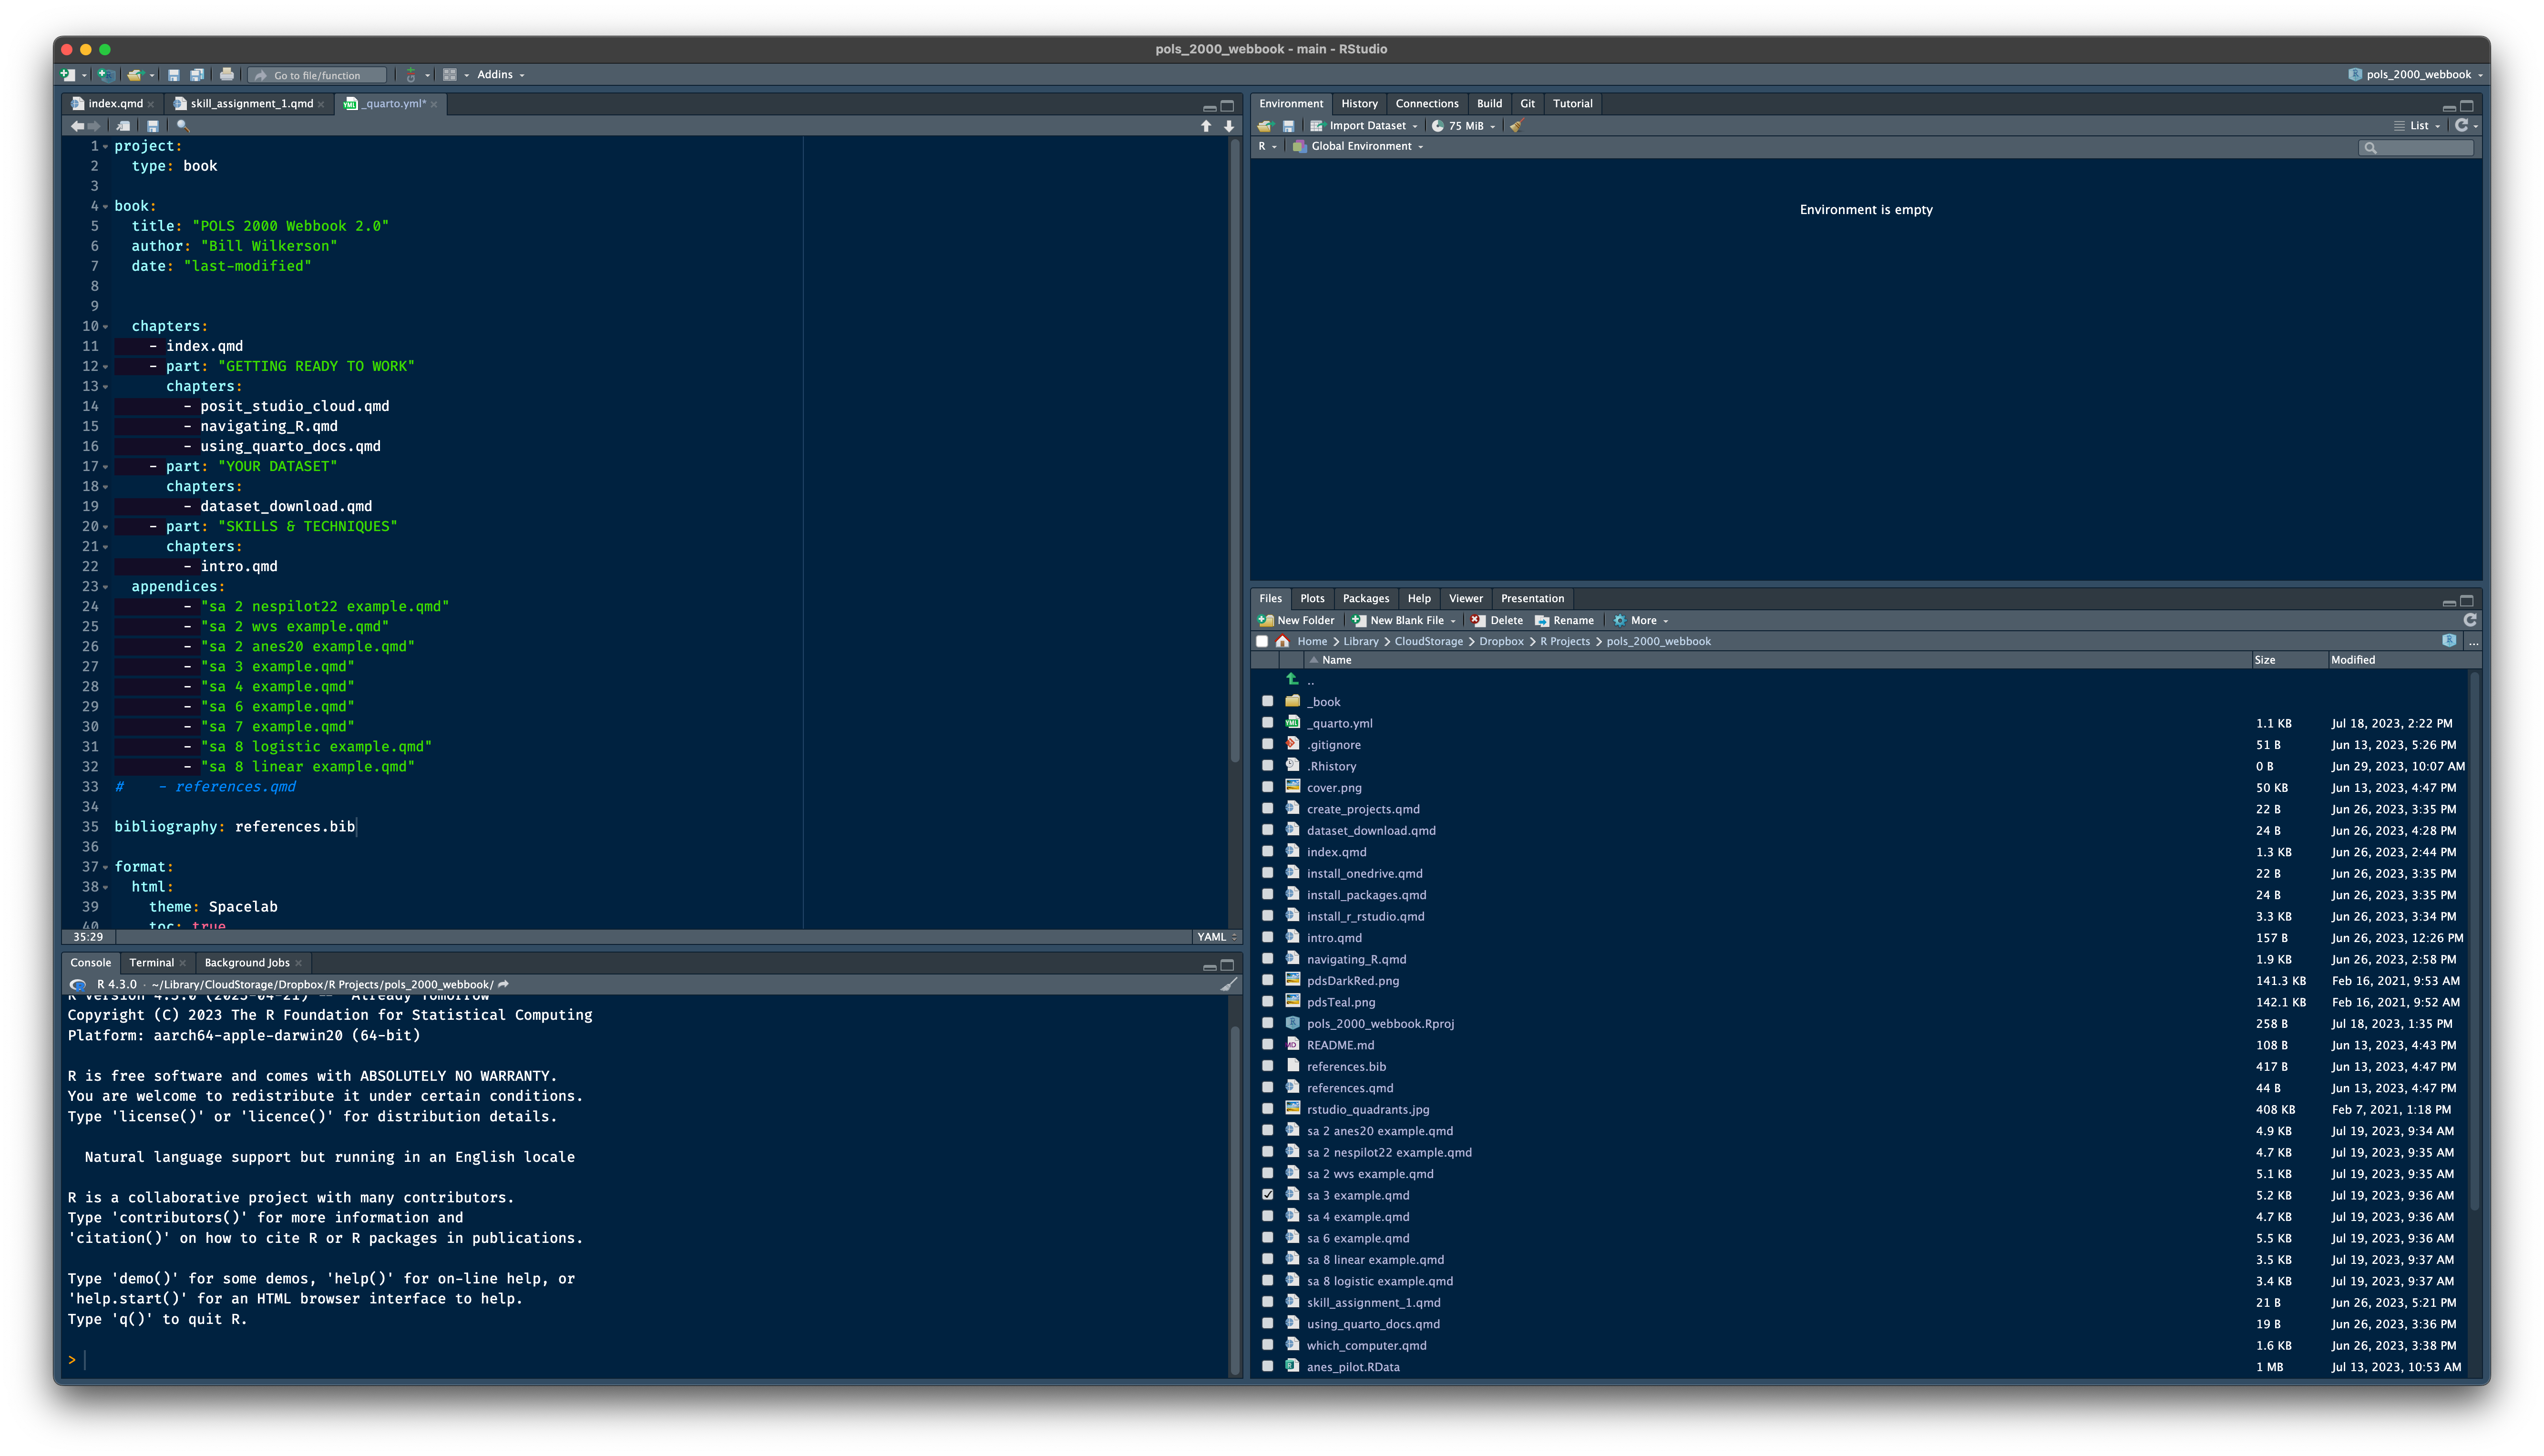 pols_2000_webbook - main - RStudio
Go to file/function
Addins
pols_2000_webbook
index.qmd
skill_assignment_1.qmd
_quarto.yml*
1 project:
2 type: book
3
4 book:
5 title: "POLS 2000 Webbook 2.0"
6 author: "Bill Wilkerson"
7 date: "last-modified"
8
9
10 chapters:
11 - index.qmd
12 - part: "GETTING READY TO WORK"
13 chapters:
14 - posit_studio_cloud.qmd
15 - navigating_R.qmd
16 - using_quarto_docs.qmd
17 - part: "YOUR DATASET"
18 chapters:
19 - dataset_download.qmd
20 - part: "SKILLS & TECHNIQUES"
21 chapters:
22 - intro.qmd
23 appendices:
24 - "sa 2 nespilot22 example.qmd"
25 - "sa 2 wvs example.qmd"
26 - "sa 2 anes20 example.qmd"
27 - "sa 3 example.qmd"
28 - "sa 4 example.qmd"
29 - "sa 6 example.qmd"
30 - "sa 7 example.qmd"
31 - "sa 8 logistic example.qmd"
32 - "sa 8 linear example.qmd"
33 # - references.qmd
34
35 bibliography: references.bib
36
37 format:
38 html:
39 theme: Spacelab
40 toc: true
35:29
YAML
Console Terminal Background Jobs
R 4.3.0 · ~/Library/CloudStorage/Dropbox/R Projects/pols_2000_webbook/
R version 4.3.0 (2023-04-21) -- "Already Tomorrow"
Copyright (C) 2023 The R Foundation for Statistical Computing
Platform: aarch64-apple-darwin20 (64-bit)
R is free software and comes with ABSOLUTELY NO WARRANTY.
You are welcome to redistribute it under certain conditions.
Type 'license()' or 'licence()' for distribution details.
Natural language support but running in an English locale
R is a collaborative project with many contributors.
Type 'contributors()' for more information and
'citation()' on how to cite R or R packages in publications.
Type 'demo()' for some demos, 'help()' for on-line help, or
'help.start()' for an HTML browser interface to help.
Type 'q()' to quit R.
>
Environment History Connections Build Git Tutorial
Import Dataset 75 MiB List
R Global Environment
Environment is empty
Files Plots Packages Help Viewer Presentation
New Folder New Blank File Delete Rename More
Home Library CloudStorage Dropbox R Projects pols_2000_webbook ...
Name Size Modified
..
_book
_quarto.yml 1.1 KB Jul 18, 2023, 2:22 PM
.gitignore 51 B Jun 13, 2023, 5:26 PM
.Rhistory 0 B Jun 29, 2023, 10:07 AM
cover.png 50 KB Jun 13, 2023, 4:47 PM
create_projects.qmd 22 B Jun 26, 2023, 3:35 PM
dataset_download.qmd 24 B Jun 26, 2023, 4:28 PM
index.qmd 1.3 KB Jun 26, 2023, 2:44 PM
install_onedrive.qmd 22 B Jun 26, 2023, 3:35 PM
install_packages.qmd 24 B Jun 26, 2023, 3:35 PM
install_r_rstudio.qmd 3.3 KB Jun 26, 2023, 3:34 PM
intro.qmd 157 B Jun 26, 2023, 12:26 PM
navigating_R.qmd 1.9 KB Jun 26, 2023, 2:58 PM
pdsDarkRed.png 141.3 KB Feb 16, 2021, 9:53 AM
pdsTeal.png 142.1 KB Feb 16, 2021, 9:52 AM
pols_2000_webbook.Rproj 258 B Jul 18, 2023, 1:35 PM
README.md 108 B Jun 13, 2023, 4:43 PM
references.bib 417 B Jun 13, 2023, 4:47 PM
references.qmd 44 B Jun 13, 2023, 4:47 PM
rstudio_quadrants.jpg 408 KB Feb 7, 2021, 1:18 PM
sa 2 anes20 example.qmd 4.9 KB Jul 19, 2023, 9:34 AM
sa 2 nespilot22 example.qmd 4.7 KB Jul 19, 2023, 9:35 AM
sa 2 wvs example.qmd 5.1 KB Jul 19, 2023, 9:35 AM
sa 3 example.qmd 5.2 KB Jul 19, 2023, 9:36 AM
sa 4 example.qmd 4.7 KB Jul 19, 2023, 9:36 AM
sa 6 example.qmd 5.5 KB Jul 19, 2023, 9:36 AM
sa 8 linear example.qmd 3.5 KB Jul 19, 2023, 9:37 AM
sa 8 logistic example.qmd 3.4 KB Jul 19, 2023, 9:37 AM
skill_assignment_1.qmd 21 B Jun 26, 2023, 5:21 PM
using_quarto_docs.qmd 19 B Jun 26, 2023, 3:36 PM
which_computer.qmd 1.6 KB Jun 26, 2023, 3:38 PM
anes_pilot.RData 1 MB Jul 13, 2023, 10:53 AM